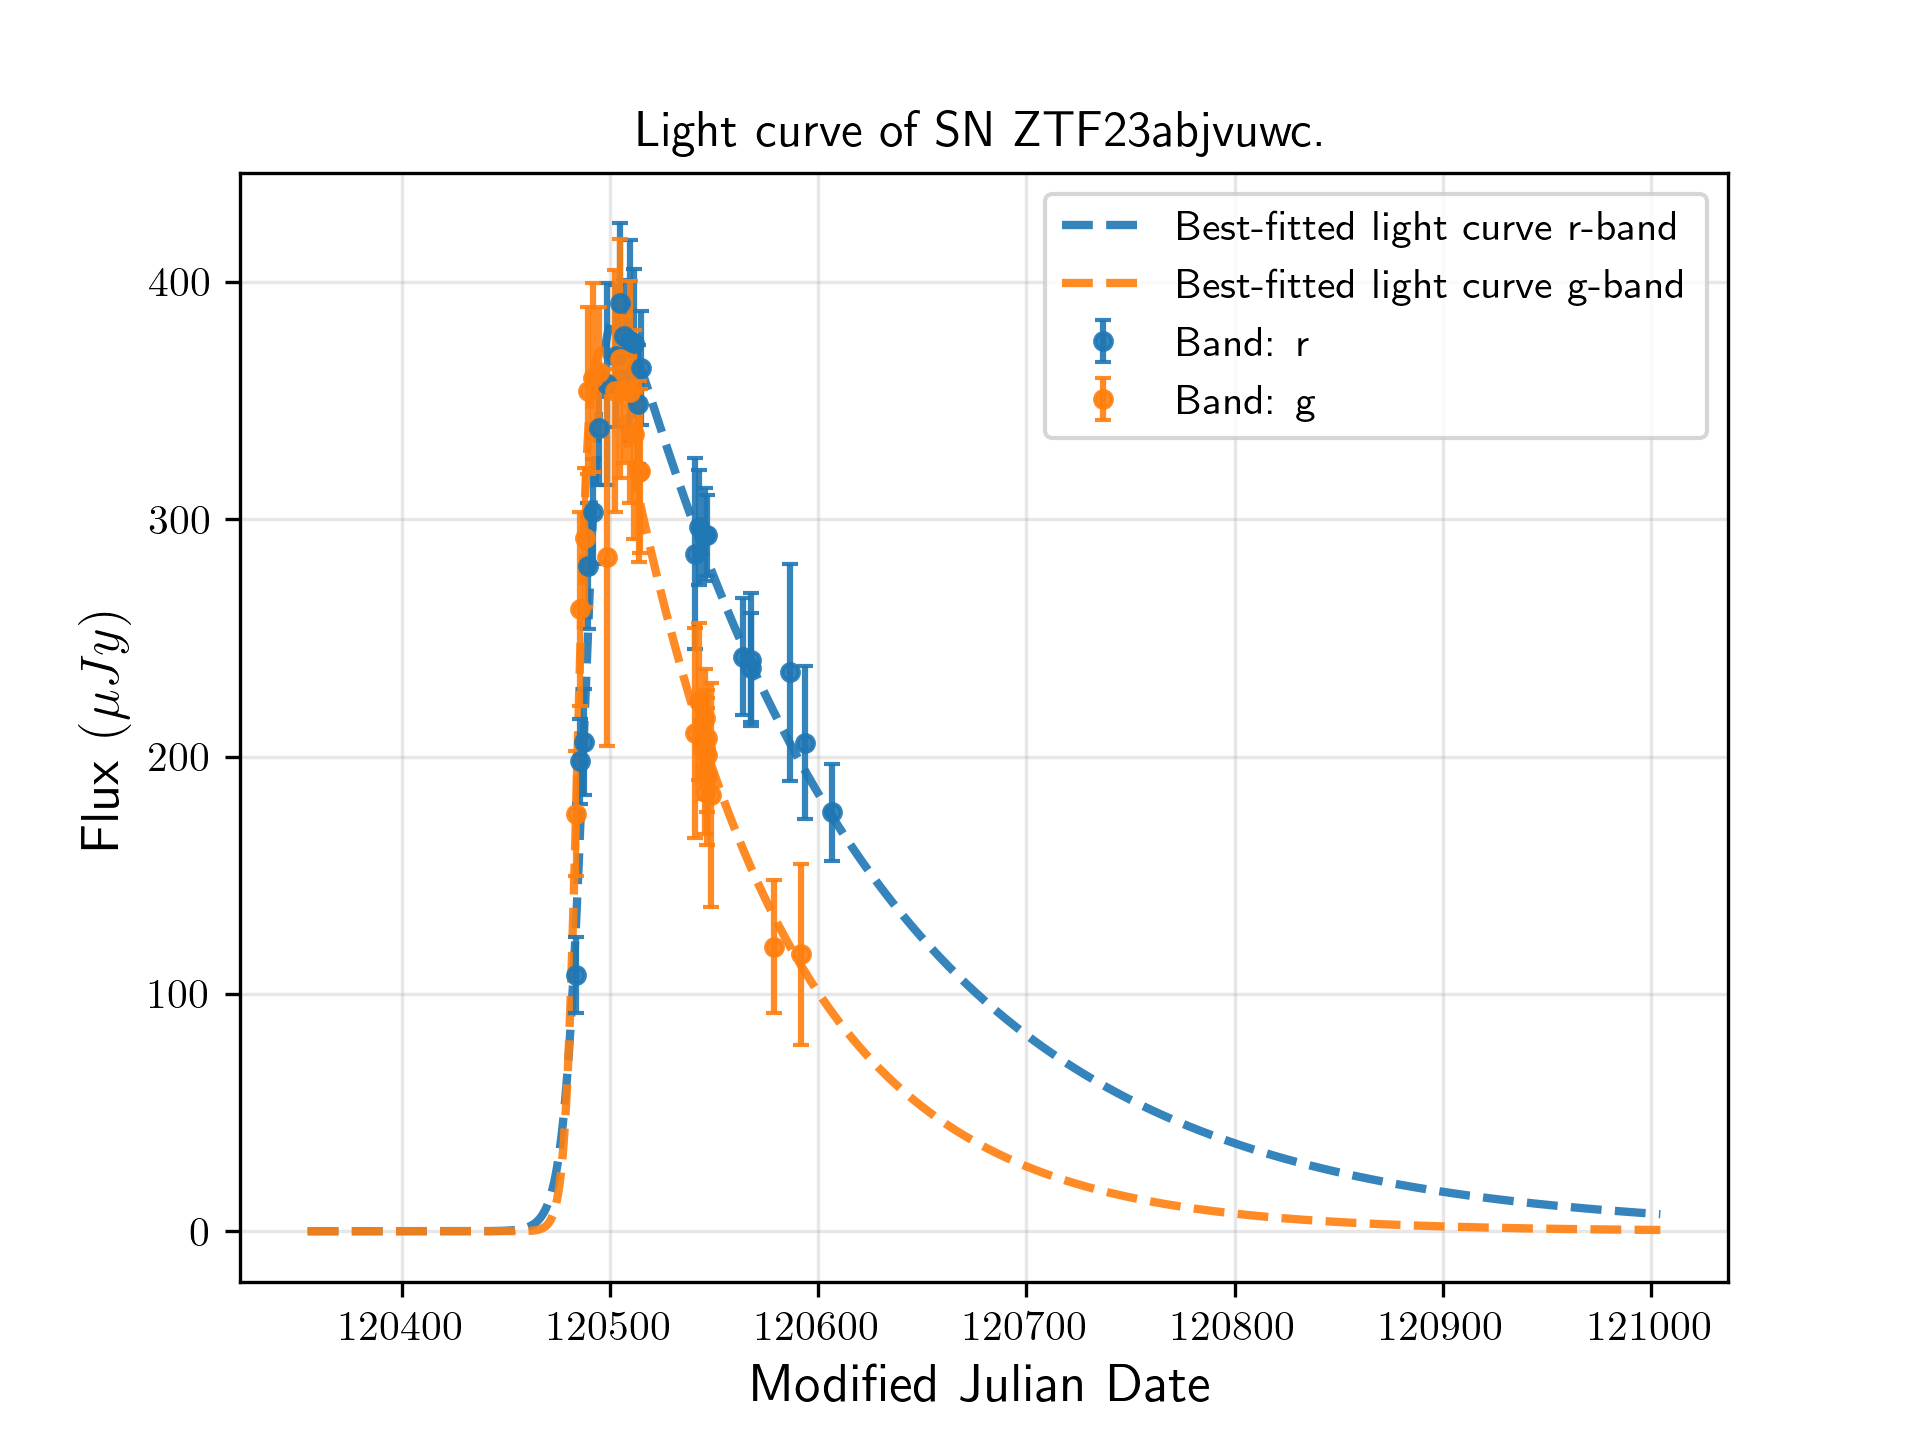 Light curve of SN ZTF23abjvuwc.
Best-fitted light curve r-band
Best-fitted light curve g-band
Band: r
Band: g
400
300
200
100
0
Flux (μJy)
120400 120500 120600 120700 120800 120900 121000
Modified Julian Date